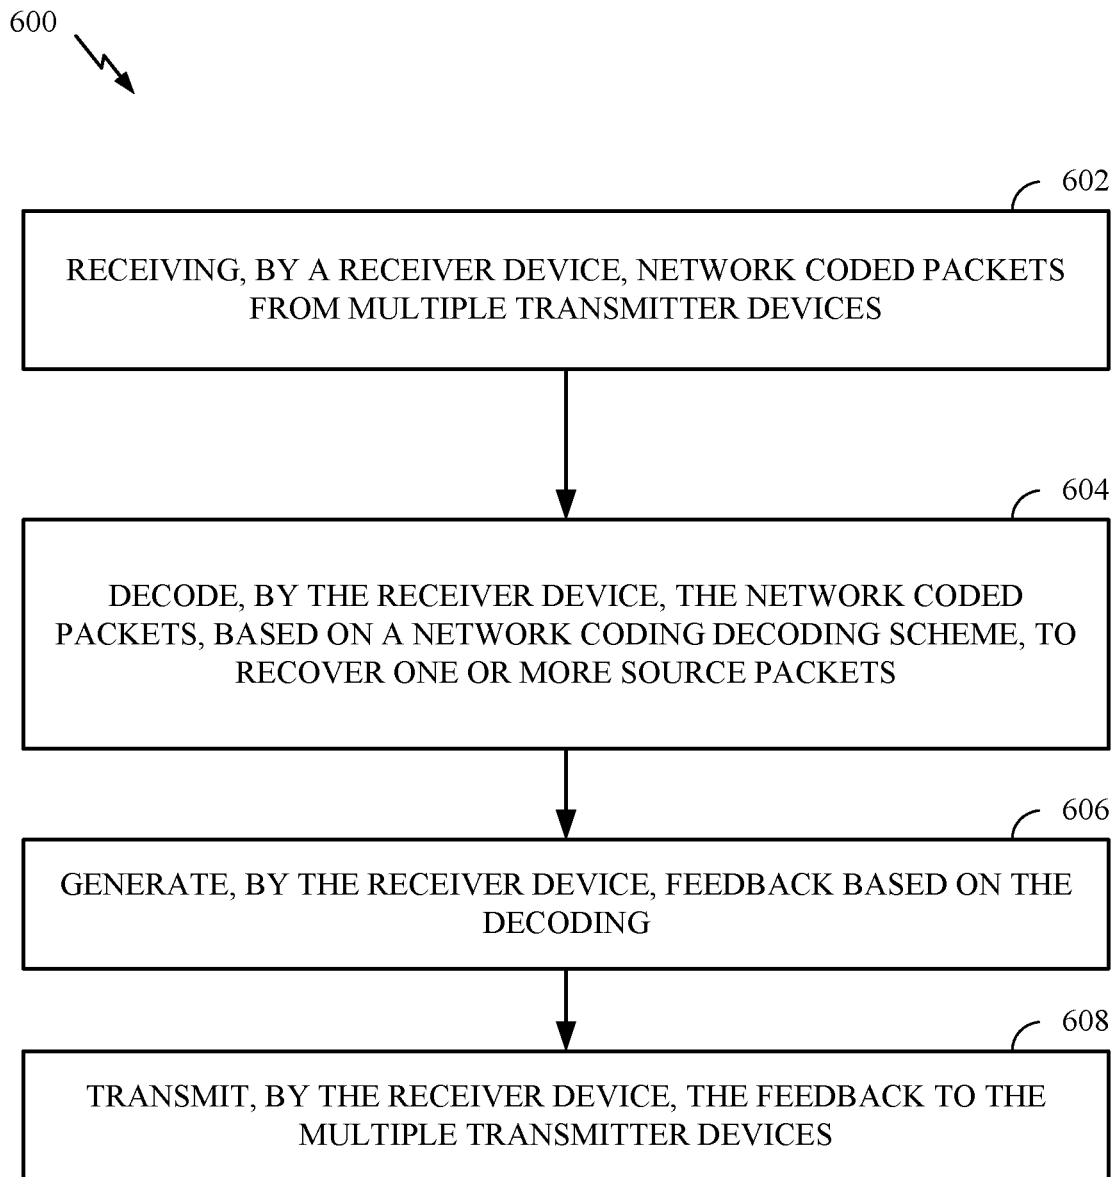 600
602
RECEIVING, BY A RECEIVER DEVICE, NETWORK CODED PACKETS
FROM MULTIPLE TRANSMITTER DEVICES
604
DECODE, BY THE RECEIVER DEVICE, THE NETWORK CODED
PACKETS, BASED ON A NETWORK CODING DECODING SCHEME, TO
RECOVER ONE OR MORE SOURCE PACKETS
606
GENERATE, BY THE RECEIVER DEVICE, FEEDBACK BASED ON THE
DECODING
608
TRANSMIT, BY THE RECEIVER DEVICE, THE FEEDBACK TO THE
MULTIPLE TRANSMITTER DEVICES